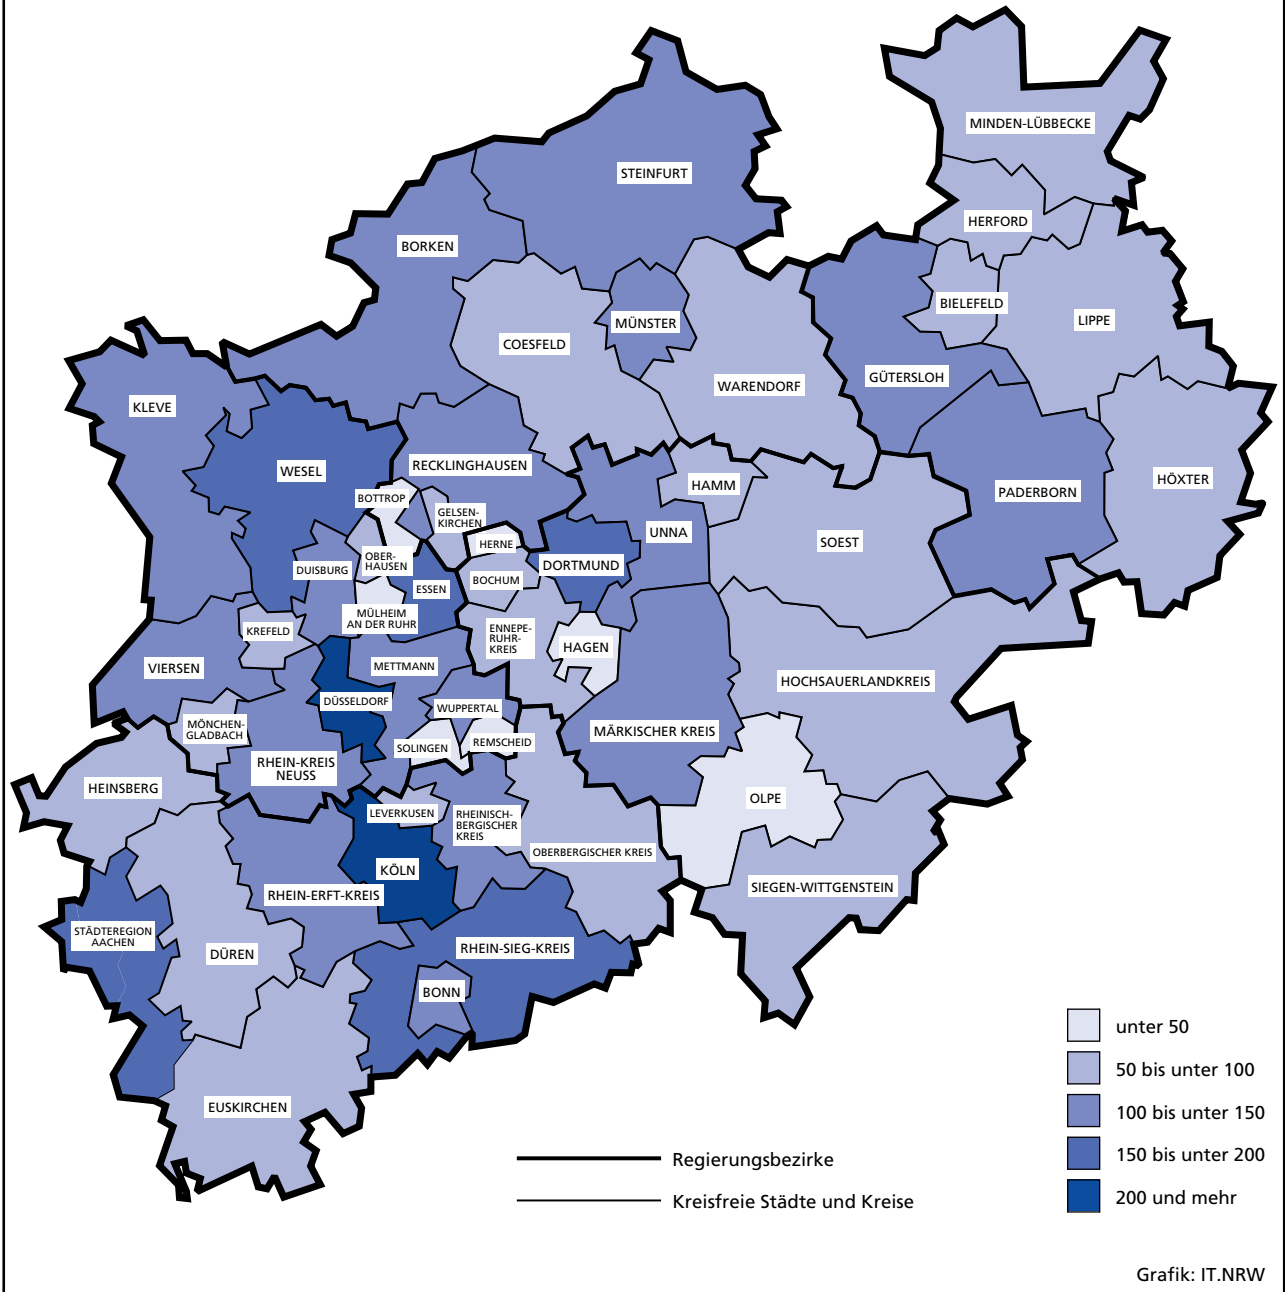 MINDEN-LÜBBECKE
STEINFURT
HERFORD
BORKEN
BIELEFELD
MÜNSTER
LIPPE
COESFELD
GÜTERSLOH
WARENDORF
KLEVE
RECKLINGHAUSEN
WESEL
HÖXTER
HAMM
PADERBORN
BOTTROP
GELSEN-
KIRCHEN
UNNA
SOEST
HERNE
OBER-
HAUSEN
DORTMUND
DUISBURG
BOCHUM
ESSEN
MÜLHEIM
AN DER RUHR
KREFELD
ENNEPE-
RUHR-
KREIS
HAGEN
METTMANN
VIERSEN
HOCHSAUERLANDKREIS
DÜSSELDORF
WUPPERTAL
MÖNCHEN-
GLADBACH
MÄRKISCHER KREIS
REMSCHEID
SOLINGEN
RHEIN-KREIS
NEUSS
HEINSBERG
OLPE
LEVERKUSEN
RHEINISCH-
BERGISCHER
KREIS
OBERBERGISCHER KREIS
KÖLN
SIEGEN-WITTGENSTEIN
RHEIN-ERFT-KREIS
STÄDTEREGION
AACHEN
RHEIN-SIEG-KREIS
DÜREN
BONN
EUSKIRCHEN
unter 50
50 bis unter 100
100 bis unter 150
150 bis unter 200
200 und mehr
Regierungsbezirke
Kreisfreie Städte und Kreise
Grafik: IT.NRW